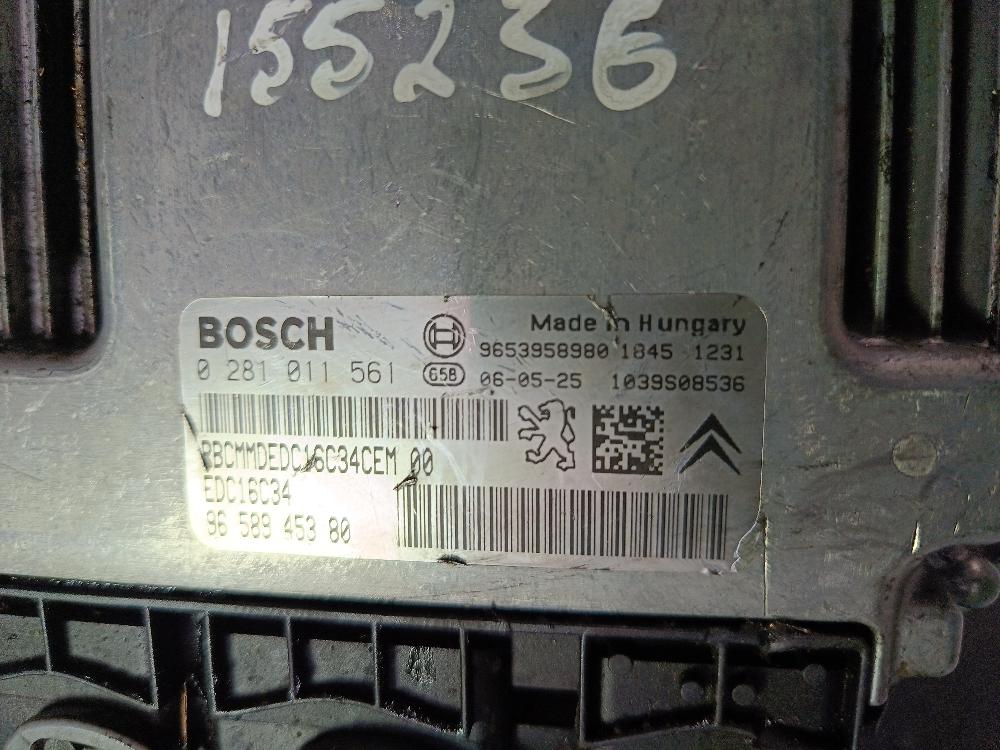 155236
BOSCH
Made in Hungary
9653958980 1845 1231
0 281 011 561
GSB
06-05-25 1039S08536
RBCMMDEDC16C34CEM 00
EDC16C34
96 589 453 80